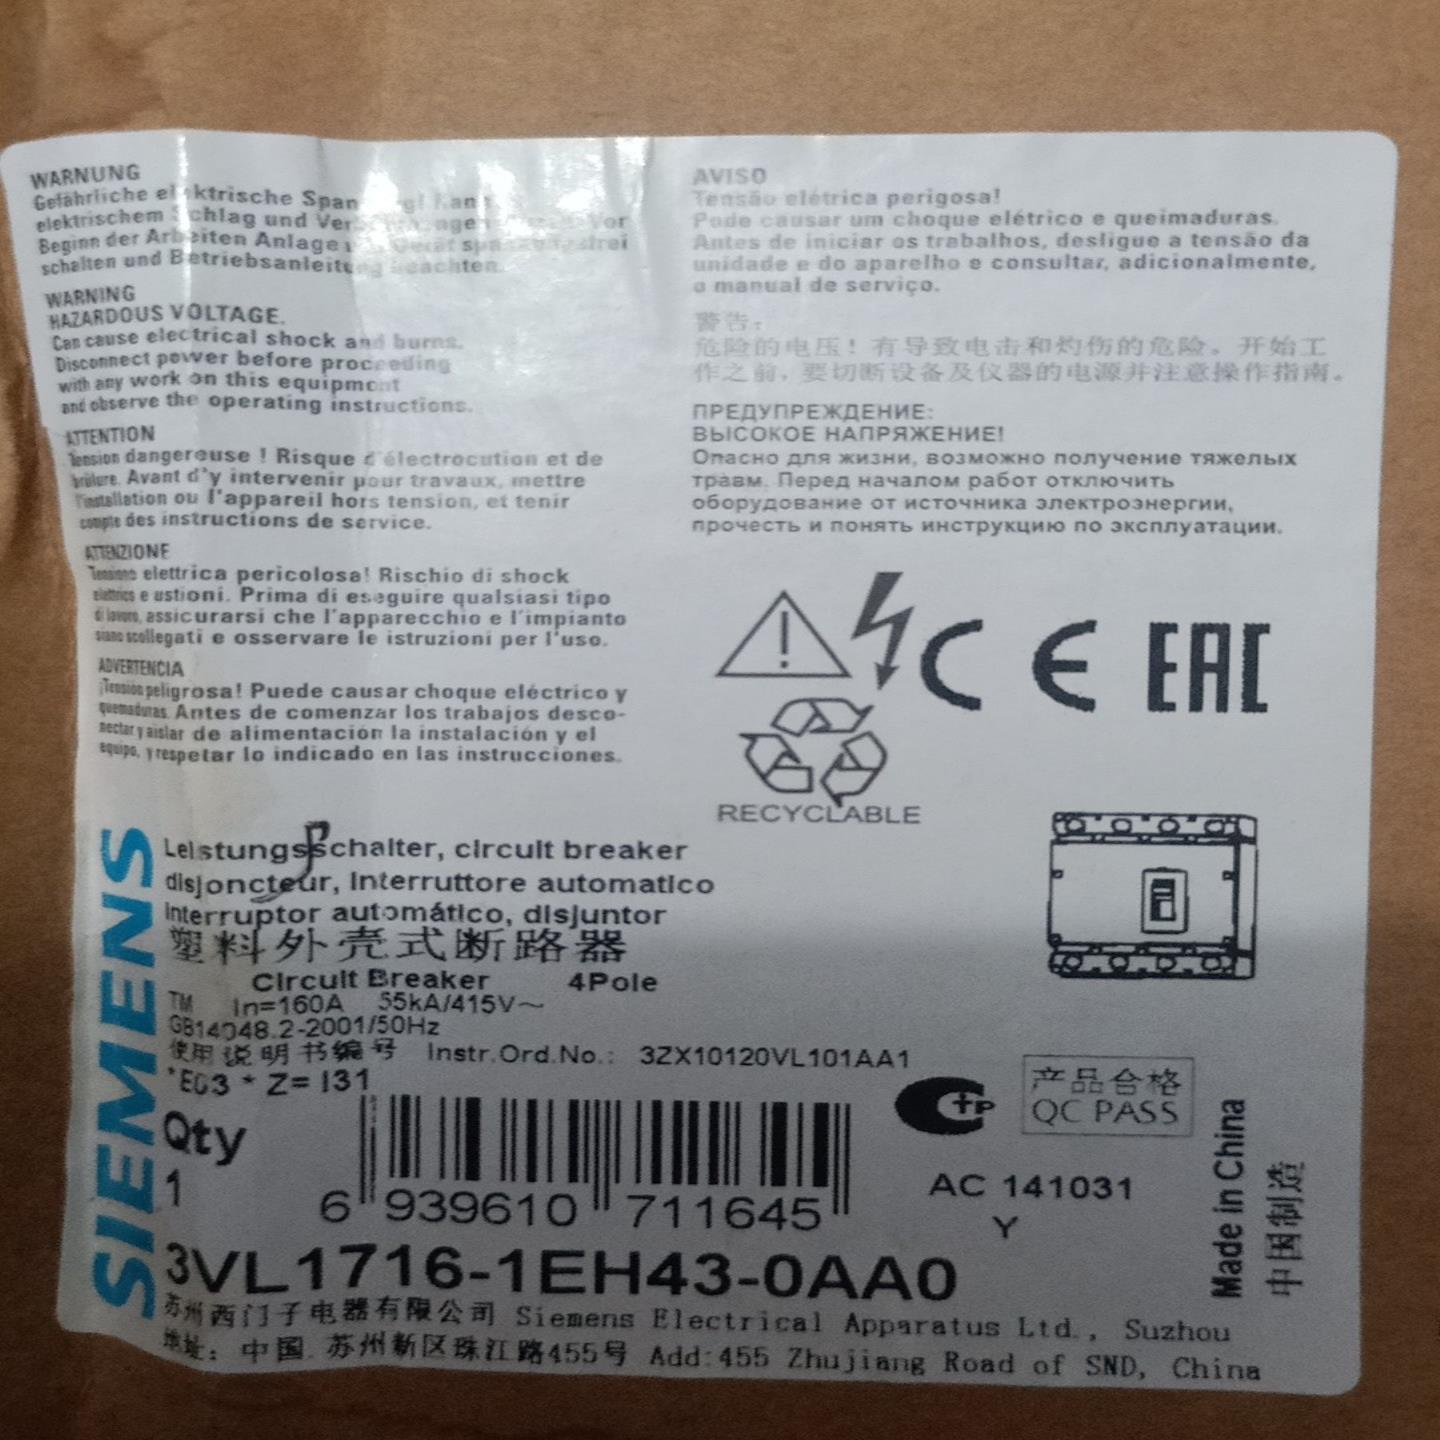 WARNUNG
Gefährliche elektrische Span
elektrischem Schlag und Vor
Beginn der Arbeiten Anlage Gerät spannungsfrei
schalten und Betriebsanleitung beachten.
WARNING
HAZARDOUS VOLTAGE.
Can cause electrical shock and burns.
Disconnect power before proceeding
with any work on this equipment
and observe the operating instructions.
ATTENTION
Tension dangereuse ! Risque d'électrocution et de
brûlure. Avant d'y intervenir pour travaux, mettre
l'installation ou l'appareil hors tension, et tenir
compte des instructions de service.
ATTENZIONE
Tensione elettrica pericolosa! Rischio di shock
elettrico e ustioni. Prima di eseguire qualsiasi tipo
di lavoro, assicurarsi che l'apparecchio e l'impianto
siano scollegati e osservare le istruzioni per l'uso.
ADVERTENCIA
¡Tensión peligrosa! Puede causar choque eléctrico y
quemaduras. Antes de comenzar los trabajos desco-
nectar y aislar de alimentación la instalación y el
equipo, y respetar lo indicado en las instrucciones.
AVISO
Tensão elétrica perigosa!
Pode causar um choque elétrico e queimaduras.
Antes de iniciar os trabalhos, desligue a tensão da
unidade e do aparelho e consultar, adicionalmente,
o manual de serviço.
警告：
危险的电压！有导致电击和灼伤的危险。开始工
作之前，要切断设备及仪器的电源并注意操作指南。
ПРЕДУПРЕЖДЕНИЕ:
ВЫСОКОЕ НАПРЯЖЕНИЕ!
Опасно для жизни, возможно получение тяжелых
травм. Перед началом работ отключить
оборудование от источника электроэнергии,
прочесть и понять инструкцию по эксплуатации.
CE EAC
RECYCLABLE
SIEMENS
Leistungsschalter, circuit breaker
disjoncteur, Interruttore automatico
Interruptor automático, disjuntor
塑料外壳式断路器
Circuit Breaker 4Pole
TM In=160A 55kA/415V~
GB14048.2-2001/50Hz
使用说明书编号 Instr.Ord.No.: 3ZX10120VL101AA1
*E03 * Z= I31
Qty
1
6 939610 711645
产品合格
QC PASS
AC 141031
Y
Made in China
中国制造
3VL1716-1EH43-0AA0
苏州西门子电器有限公司 Siemens Electrical Apparatus Ltd., Suzhou
地址：中国.苏州新区珠江路455号 Add:455 Zhujiang Road of SND, China